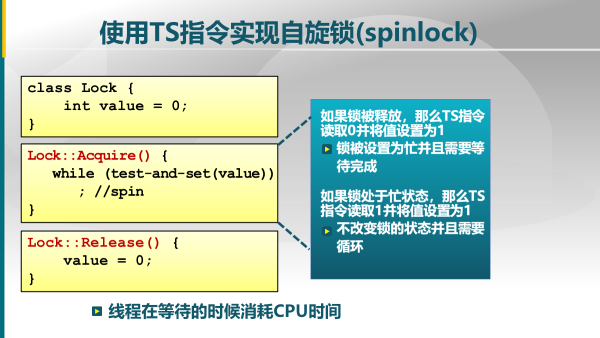 使用TS指令实现自旋锁(spinlock)
class Lock {
int value = 0;
}
Lock::Acquire() {
while (test-and-set(value))
; //spin
}
Lock::Release() {
value = 0;
}
如果锁被释放，那么TS指令
读取0并将值设置为1
锁被设置为忙并且需要等
待完成
如果锁处于忙状态，那么TS
指令读取1并将值设置为1
不改变锁的状态并且需要
循环
线程在等待的时候消耗CPU时间